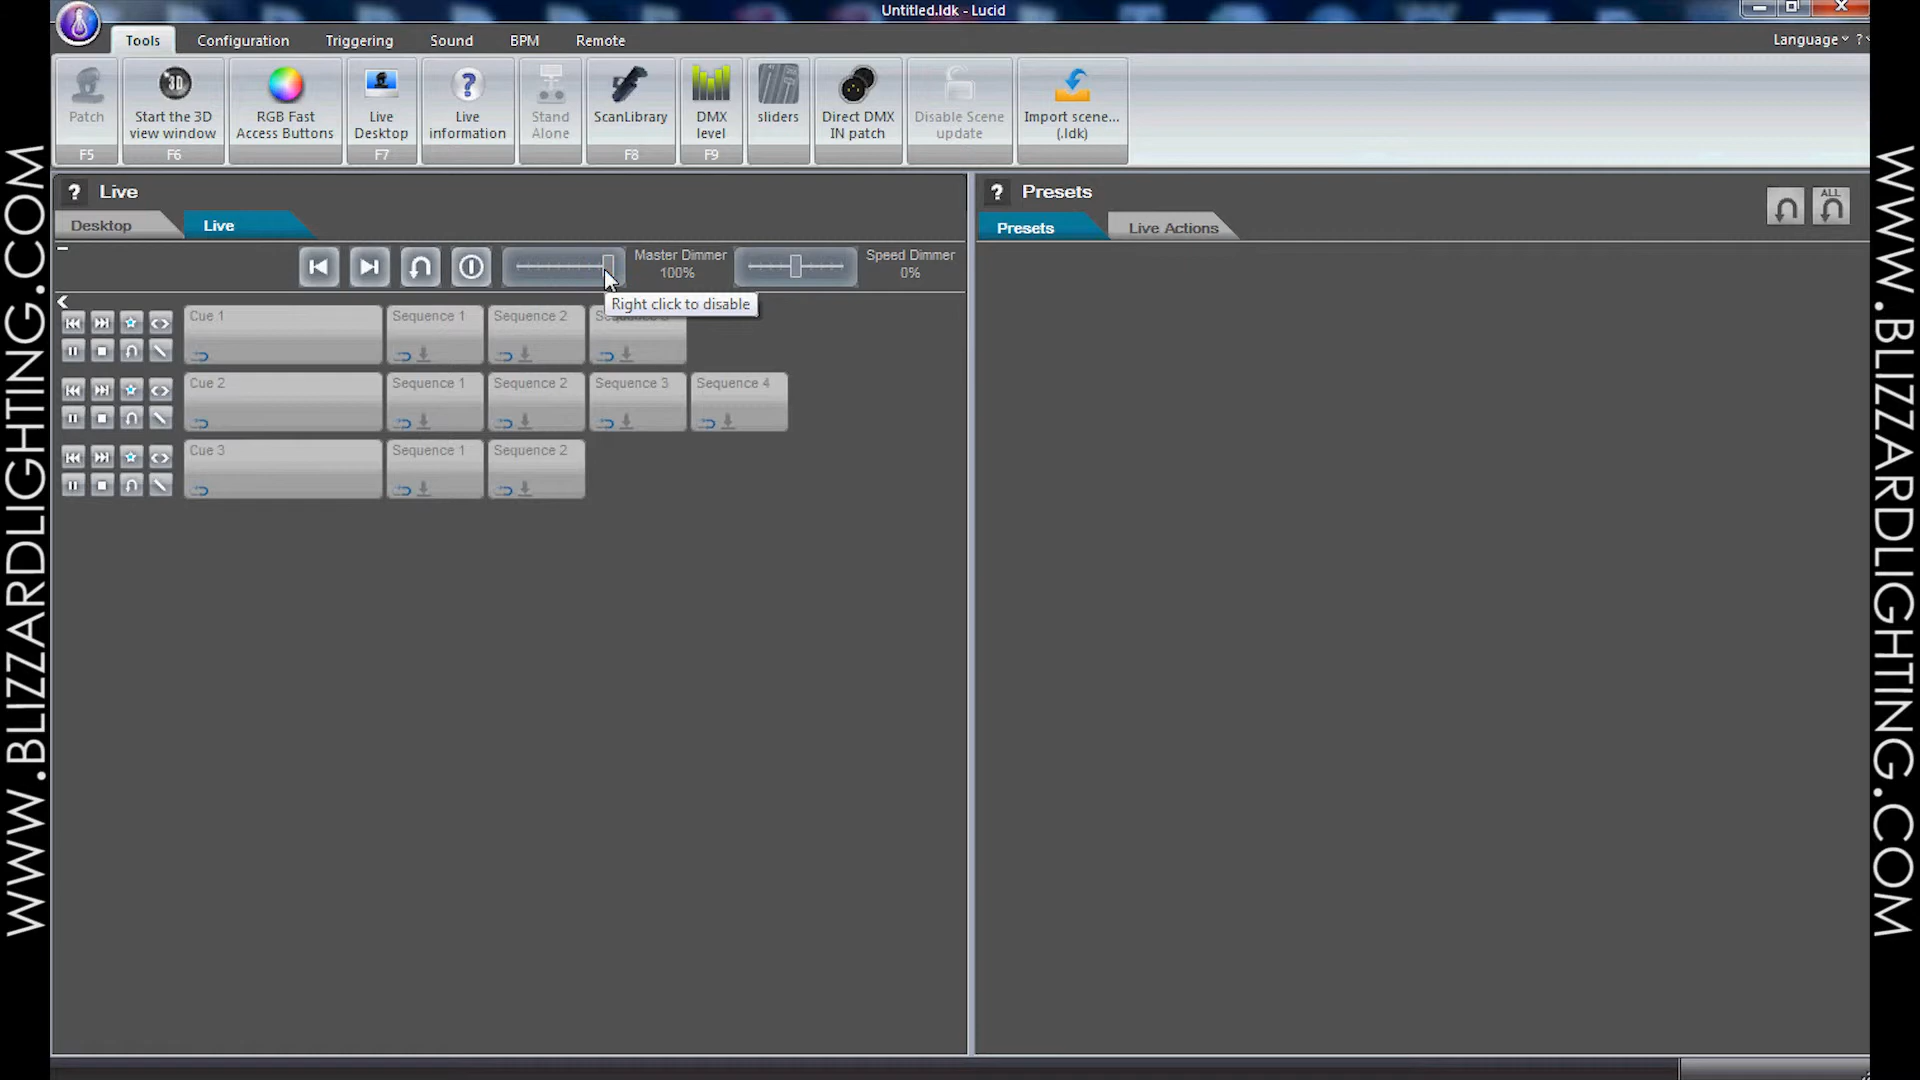 Untitled.ldk - Lucid
Tools Configuration Triggering Sound BPM Remote
Language ?
Patch
F5
Start the 3D
view window
F6
RGB Fast
Access Buttons
Live
Desktop
F7
Live
information
Stand
Alone
ScanLibrary
F8
DMX
level
F9
sliders
Direct DMX
IN patch
Disable Scene
update
Import scene...
(.ldk)
? Live
Desktop Live
Master Dimmer
100%
Speed Dimmer
0%
Right click to disable
Cue 1 Sequence 1 Sequence 2
Cue 2 Sequence 1 Sequence 2 Sequence 3 Sequence 4
Cue 3 Sequence 1 Sequence 2
? Presets
ALL
Presets Live Actions
WWW.BLIZZARDLIGHTING.COM
WWW.BLIZZARDLIGHTING.COM